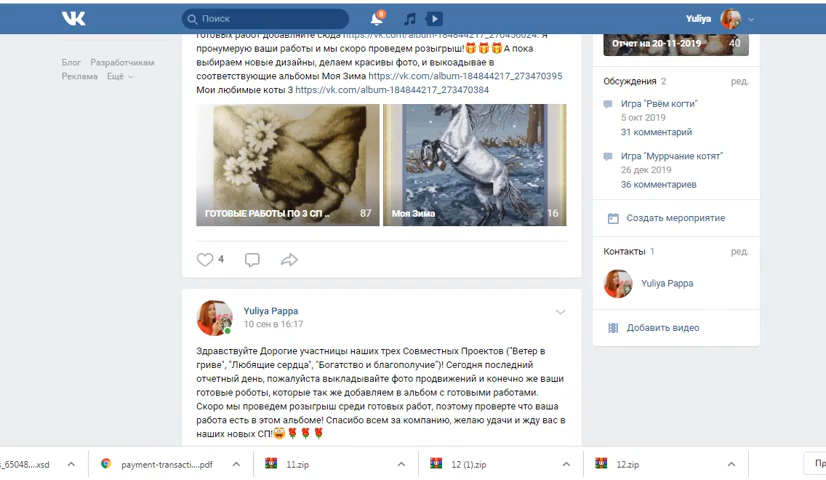 Поиск
8
Yuliya
Блог Разработчикам
Реклама Ещё
готовых работ добавляйте сюда https://vk.com/album-184844217_270456024. Я
пронумерую ваши работы и мы скоро проведем розыгрыш!🎁🎁🎁А пока
выбираем новые дизайны, делаем красивы фото, и выкоадывае в
соответствующие альбомы Моя Зима https://vk.com/album-184844217_273470395
Мои любимые коты 3 https://vk.com/album-184844217_273470384
ГОТОВЫЕ РАБОТЫ ПО 3 СП .. 87
Моя Зима 16
4
Yuliya Pappa
10 сен в 16:17
Здравствуйте Дорогие участницы наших трех Совместных Проектов ("Ветер в
гриве", "Любящие сердца", "Богатство и благополучие")! Сегодня последний
отчетный день, пожалуйста выкладывайте фото продвижений и конечно же ваши
готовые роботы, которые так же добавляем в альбом с готовыми работами.
Скоро мы проведем розыгрыш среди готовых работ, поэтому проверте что ваша
работа есть в этом альбоме! Спасибо всем за компанию, желаю удачи и жду вас в
наших новых СП!😄🌹🌹🌹
Отчет на 20-11-2019 40
Обсуждения 2 ред.
Игра "Рвём когти"
5 окт 2019
31 комментарий
Игра "Муррчание котят"
26 дек 2019
36 комментариев
Создать мероприятие
Контакты 1 ред.
Yuliya Pappa
Добавить видео
s_65048....xsd
payment-transacti....pdf
11.zip
12 (1).zip
12.zip